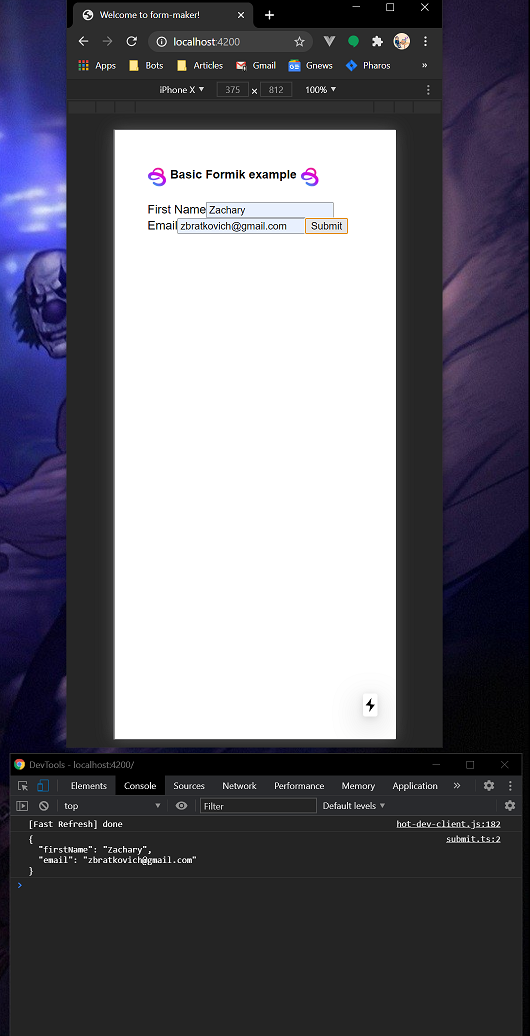 Welcome to form-maker!
localhost:4200
Apps Bots Articles Gmail GE Gnews Pharos »
iPhone X ▼ 375 × 812 100% ▼
Basic Formik example
First Name Zachary
Email zbratkovich@gmail.com Submit
DevTools - localhost:4200/
Elements Console Sources Network Performance Memory Application »
top ▼ Filter Default levels ▼
[Fast Refresh] done hot-dev-client.js:182
{ submit.ts:2
"firstName": "Zachary",
"email": "zbratkovich@gmail.com"
}
>